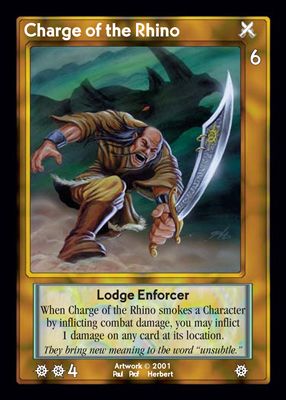 Charge of the Rhino
6
Lodge Enforcer
When Charge of the Rhino smokes a Character
by inflicting combat damage, you may inflict
1 damage on any card at its location.
They bring new meaning to the word "unsubtle."
4
Artwork © 2001
Paul Herbert